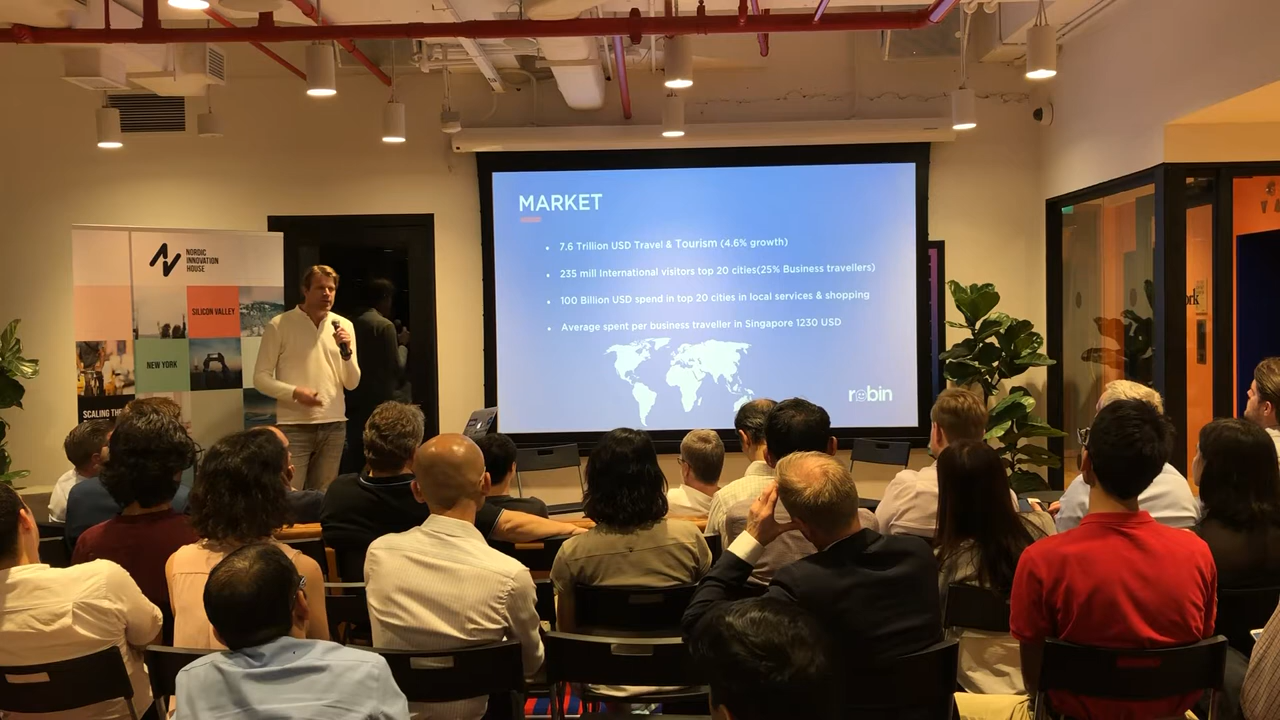 NORDIC
INNOVATION
HOUSE
SILICON VALLEY
NEW YORK
SCALING THE
MARKET
• 7.6 Trillion USD Travel & Tourism (4.6% growth)
• 235 mill International visitors top 20 cities(25% Business travellers)
• 100 Billion USD spend in top 20 cities in local services & shopping
• Average spent per business traveller in Singapore 1230 USD
robin